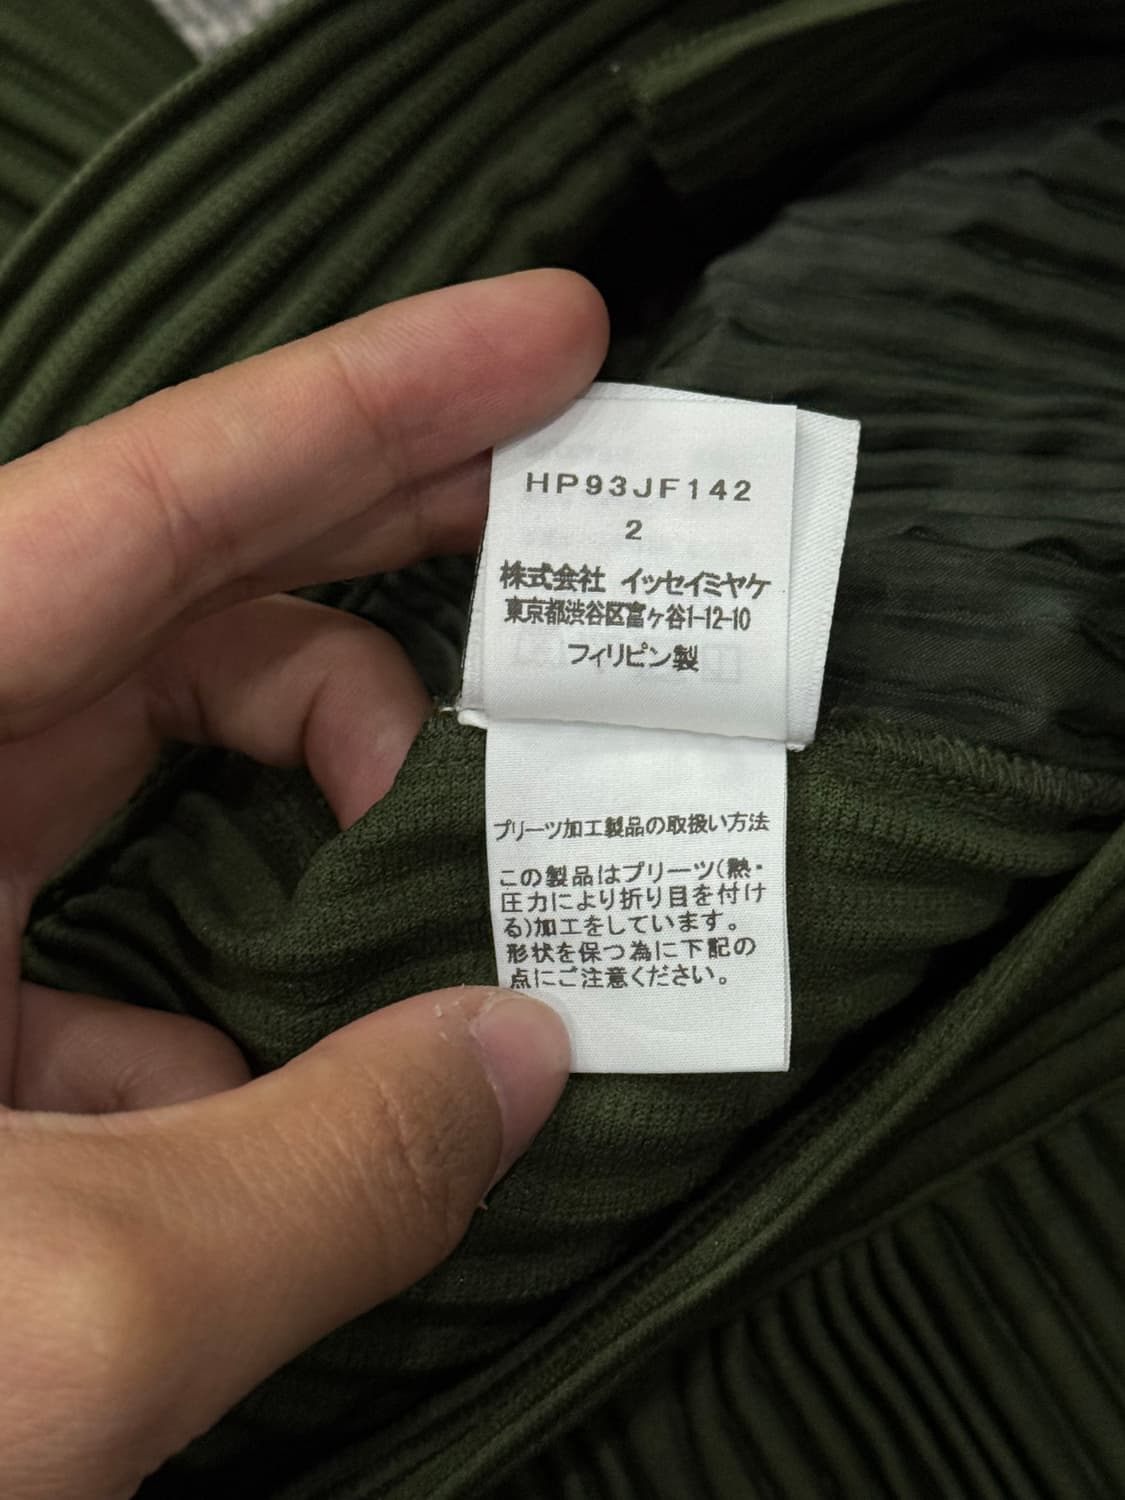 HP93JF142
2
株式会社 イッセイミヤケ
東京都渋谷区富ヶ谷1-12-10
フィリピン製
プリーツ加工製品の取扱い方法
この製品はプリーツ(熱・
圧力により折り目を付け
る)加工をしています。
形状を保つ為に下記の
点にご注意ください。